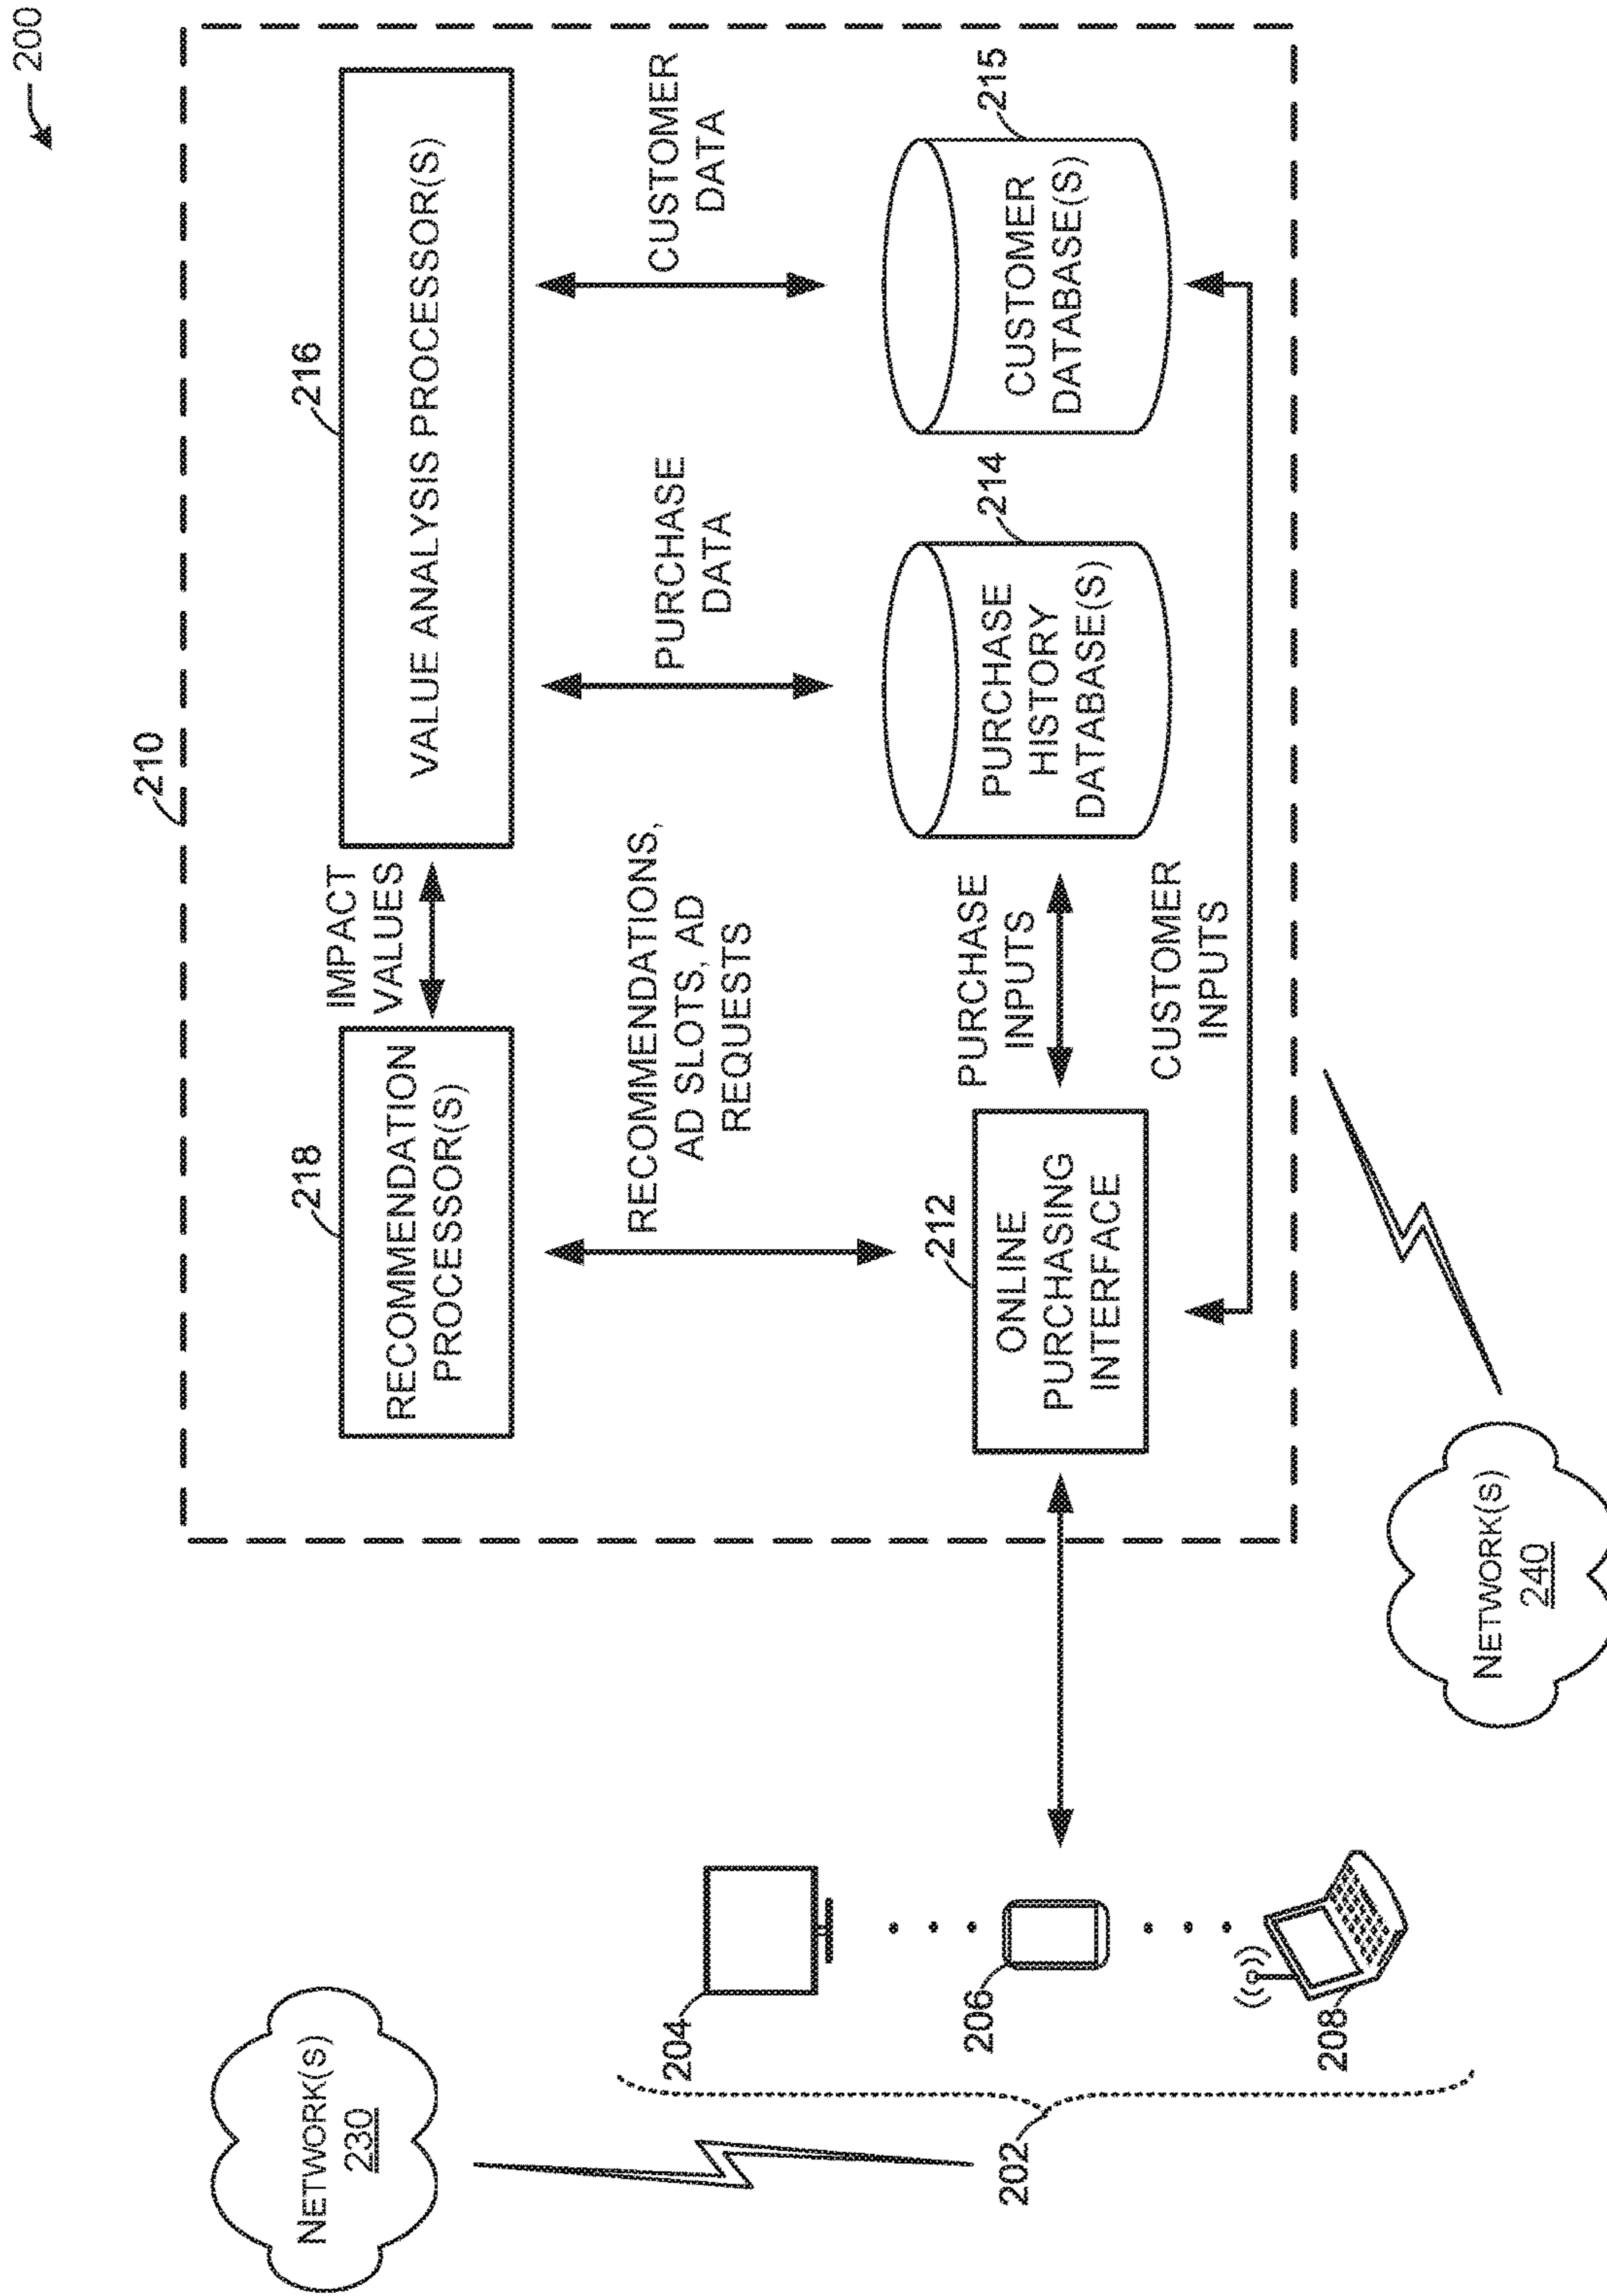 200
210
218
RECOMMENDATION
PROCESSOR(S)
IMPACT
VALUES
216
VALUE ANALYSIS PROCESSOR(S)
RECOMMENDATIONS,
AD SLOTS, AD
REQUESTS
PURCHASE
DATA
CUSTOMER
DATA
212
ONLINE
PURCHASING
INTERFACE
PURCHASE
INPUTS
214
PURCHASE
HISTORY
DATABASE(S)
215
CUSTOMER
DATABASE(S)
CUSTOMER
INPUTS
NETWORK(S)
230
204
206
208
202
NETWORK(S)
240